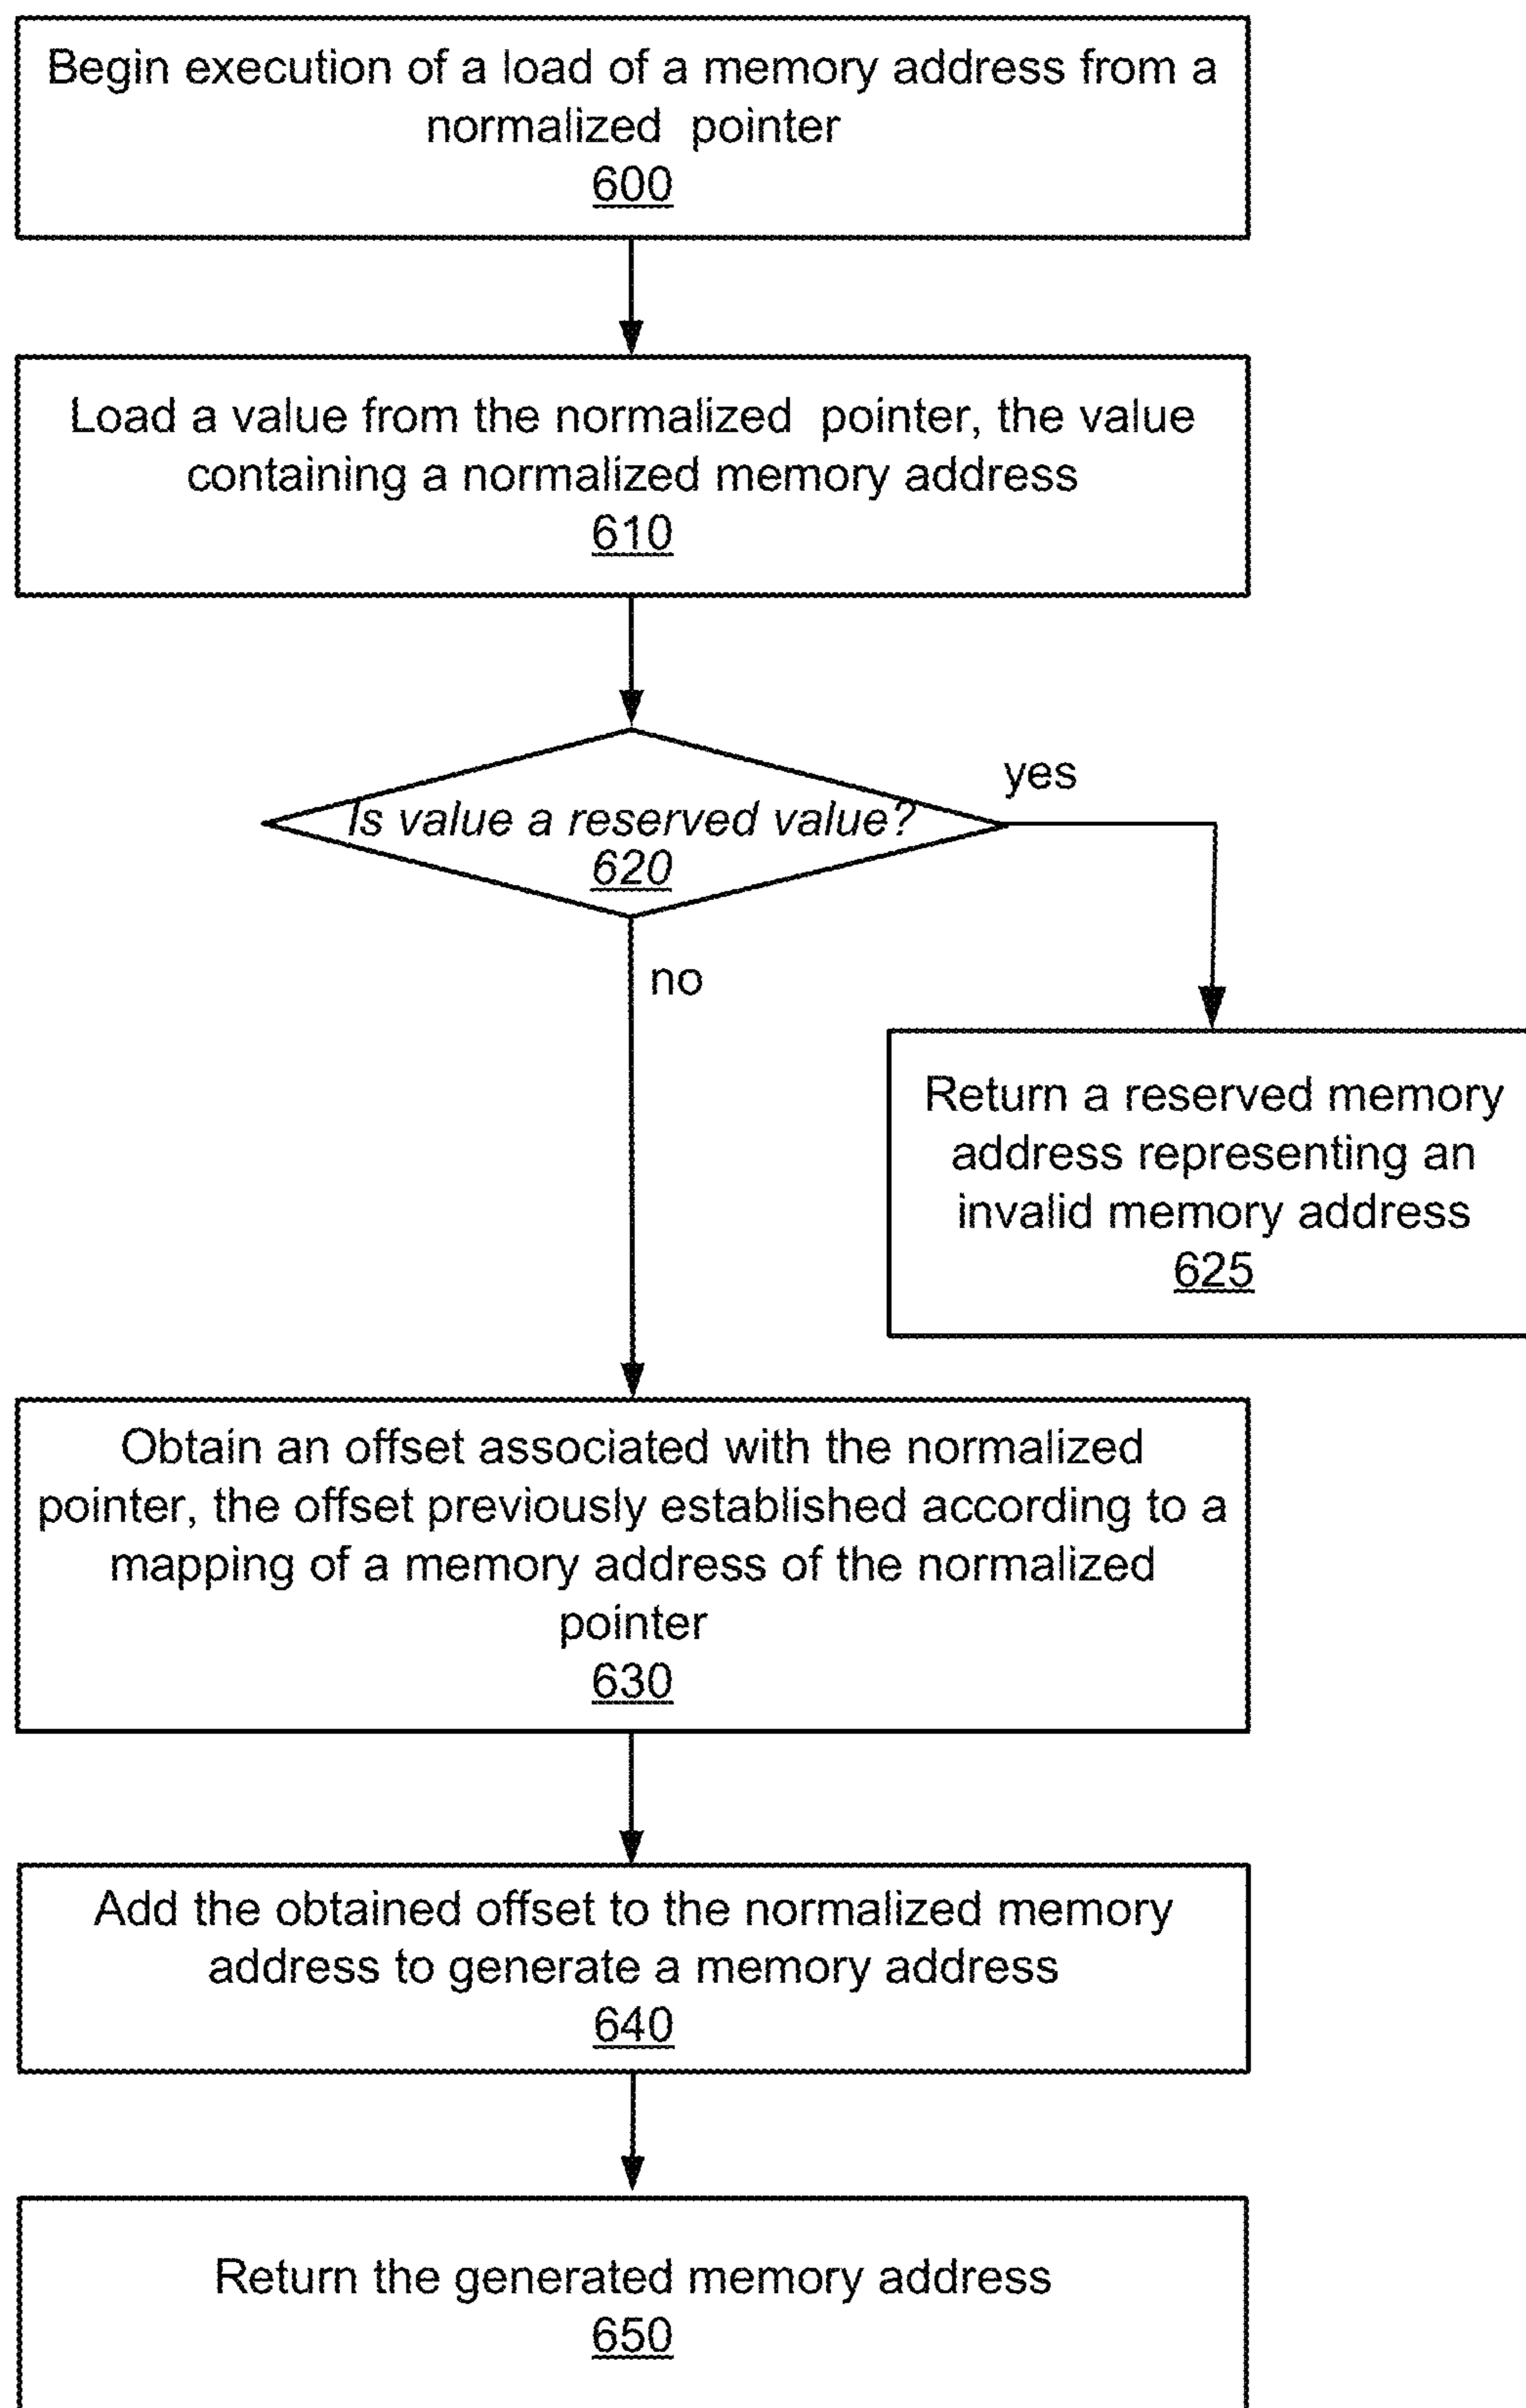 Begin execution of a load of a memory address from a
normalized pointer
600
Load a value from the normalized pointer, the value
containing a normalized memory address
610
yes
Is value a reserved value?
620
no
Return a reserved memory
address representing an
invalid memory address
625
Obtain an offset associated with the normalized
pointer, the offset previously established according to a
mapping of a memory address of the normalized
pointer
630
Add the obtained offset to the normalized memory
address to generate a memory address
640
Return the generated memory address
650